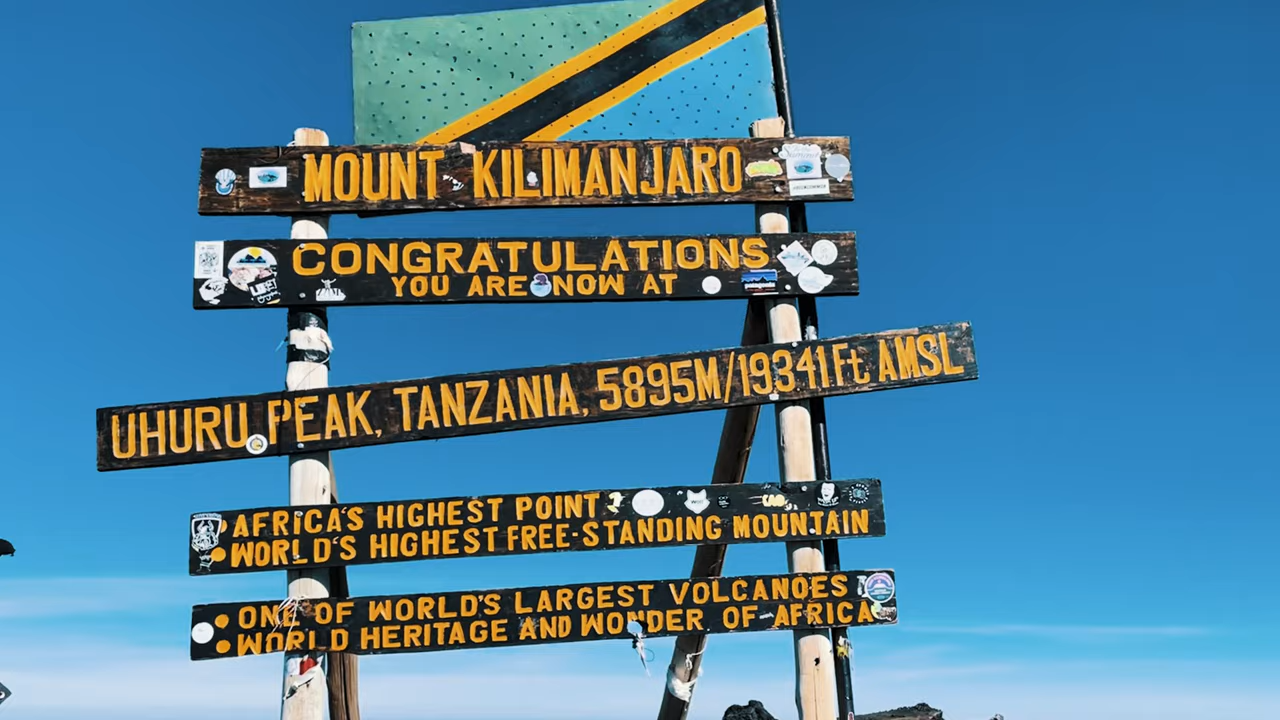 MOUNT KILIMANJARO
CONGRATULATIONS
YOU ARE NOW AT
UHURU PEAK, TANZANIA, 5895M/19341Ft AMSL
AFRICA'S HIGHEST POINT
WORLD'S HIGHEST FREE-STANDING MOUNTAIN
ONE OF WORLD'S LARGEST VOLCANOES
WORLD HERITAGE AND WONDER OF AFRICA
patagonia